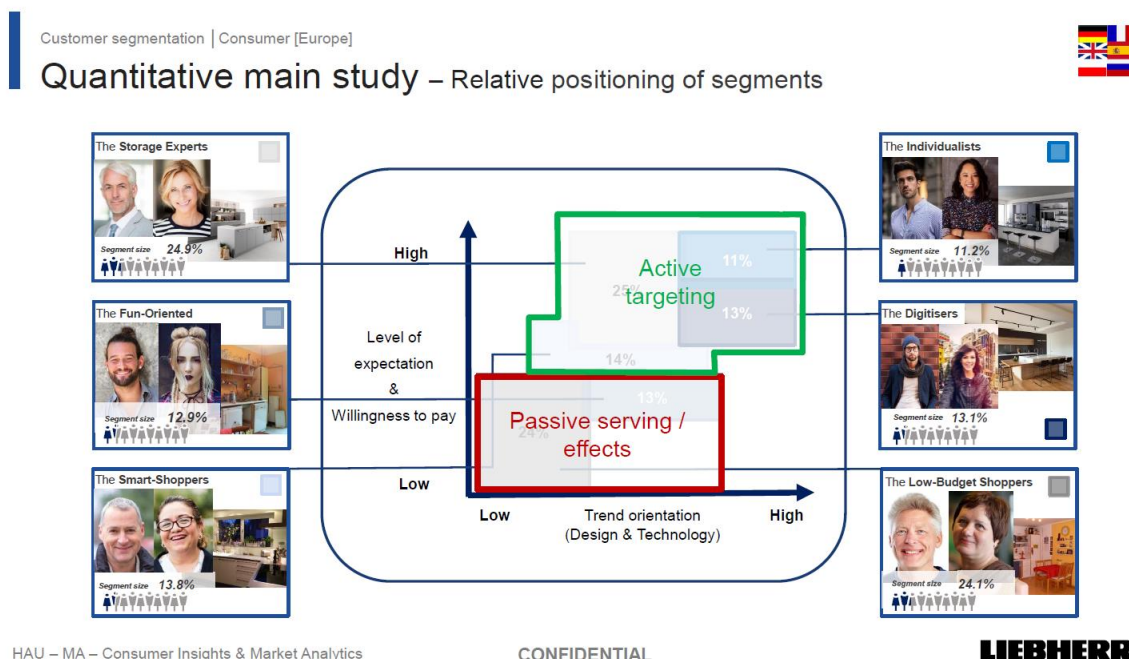 Customer segmentation | Consumer [Europe]
Quantitative main study – Relative positioning of segments
The Storage Experts
Segment size 24.9%
The Fun-Oriented
Segment size 12.9%
The Smart-Shoppers
Segment size 13.8%
High
Level of
expectation
&
Willingness to pay
Low
Active
targeting
11%
25%
13%
14%
13%
Passive serving /
effects
24%
Low
Trend orientation
(Design & Technology)
High
The Individualists
Segment size 11.2%
The Digitisers
Segment size 13.1%
The Low-Budget Shoppers
Segment size 24.1%
HAU – MA – Consumer Insights & Market Analytics
CONFIDENTIAL
LIEBHERR